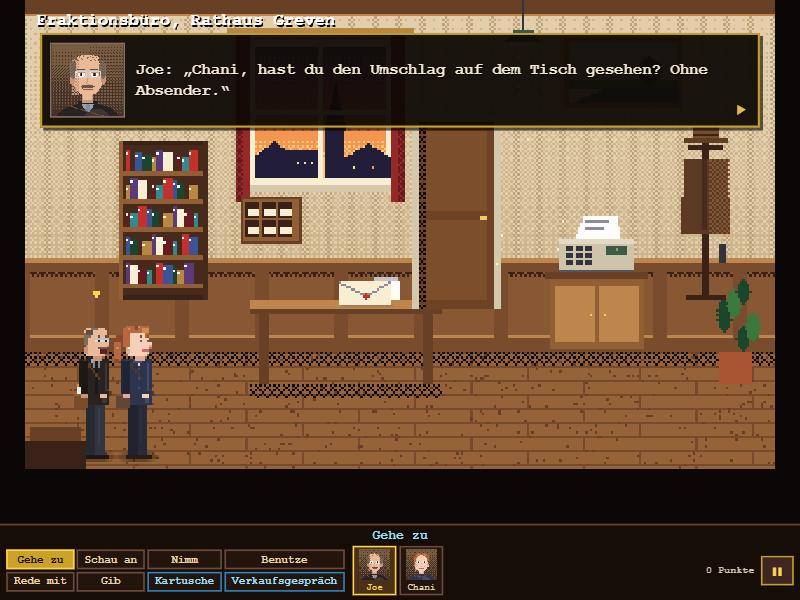 Fraktionsbüro, Rathaus Greven
Joe: „Chani, hast du den Umschlag auf dem Tisch gesehen? Ohne
Absender.“
Gehe zu
Gehe zu Schau an Nimm Benutze
Rede mit Gib Kartusche Verkaufsgespräch
Joe Chani
0 Punkte